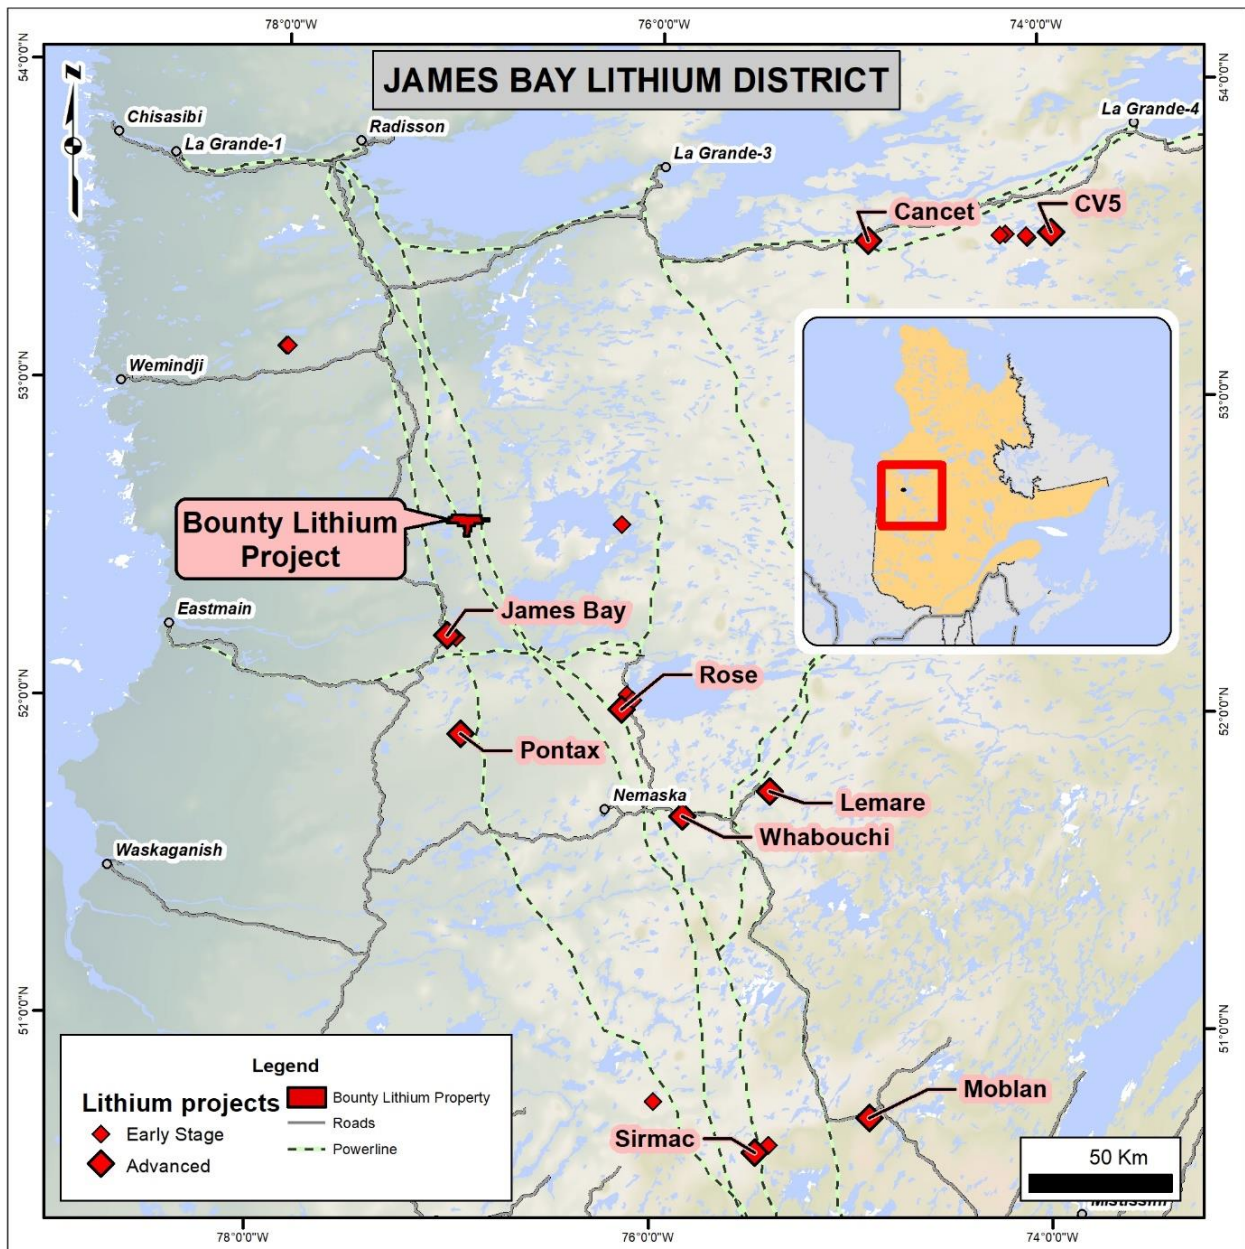 78°0'0"W
76°0'0"W
74°0'0"W
54°0'0"N
54°0'0"N
JAMES BAY LITHIUM DISTRICT
N
Chisasibi
La Grande-1
Radisson
La Grande-3
La Grande-4
Cancet
CV5
53°0'0"N
53°0'0"N
Wemindji
Bounty Lithium
Project
Eastmain
James Bay
Rose
52°0'0"N
52°0'0"N
Pontax
Nemaska
Lemare
Whabouchi
Waskaganish
51°0'0"N
51°0'0"N
Legend
Lithium projects
Early Stage
Advanced
Bounty Lithium Property
Roads
Powerline
Moblan
Sirmac
50 Km
Mistissini
78°0'0"W
76°0'0"W
74°0'0"W